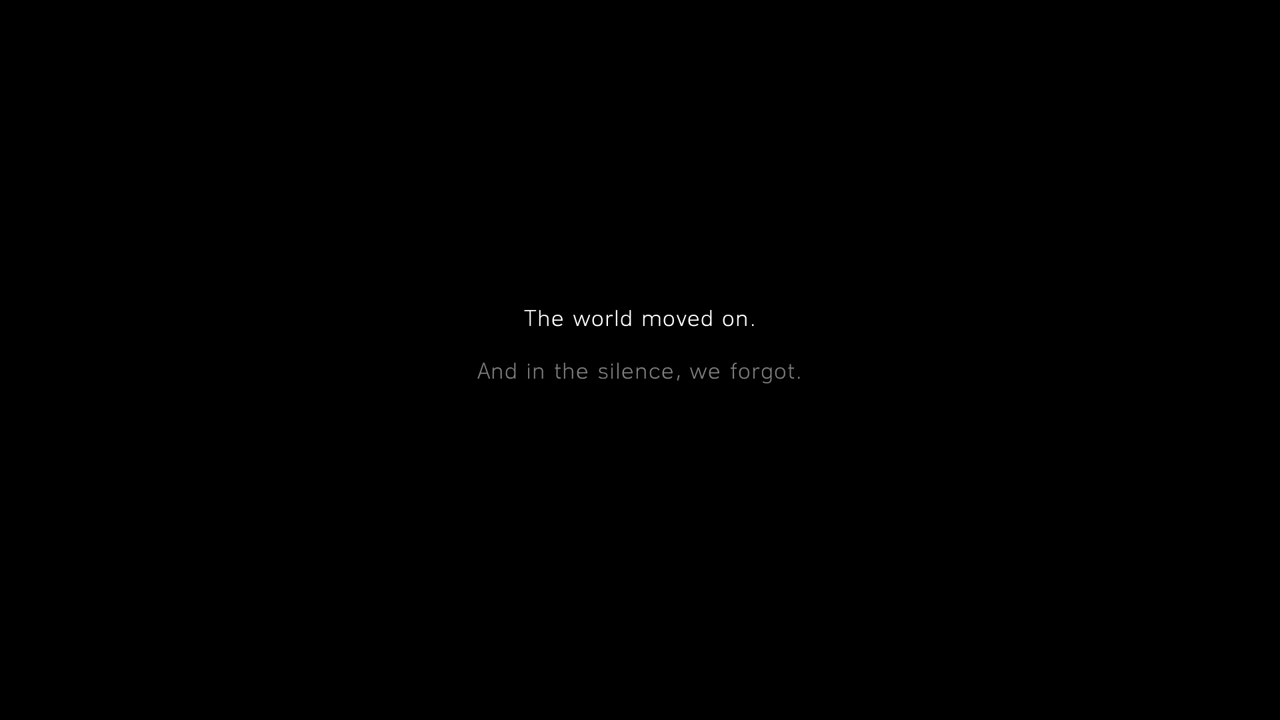 The world moved on.
And in the silence, we forgot.